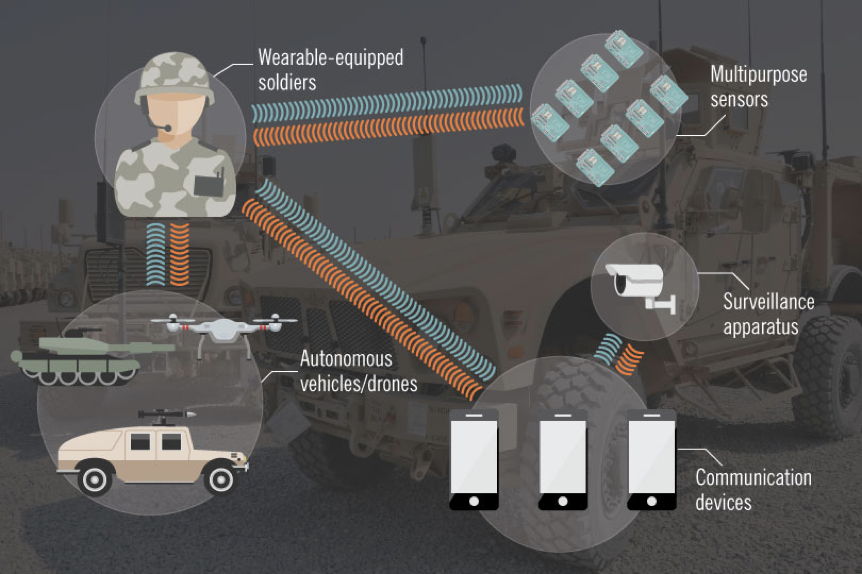 Wearable-equipped
soldiers
Multipurpose
sensors
Surveillance
apparatus
Autonomous
vehicles/drones
Communication
devices